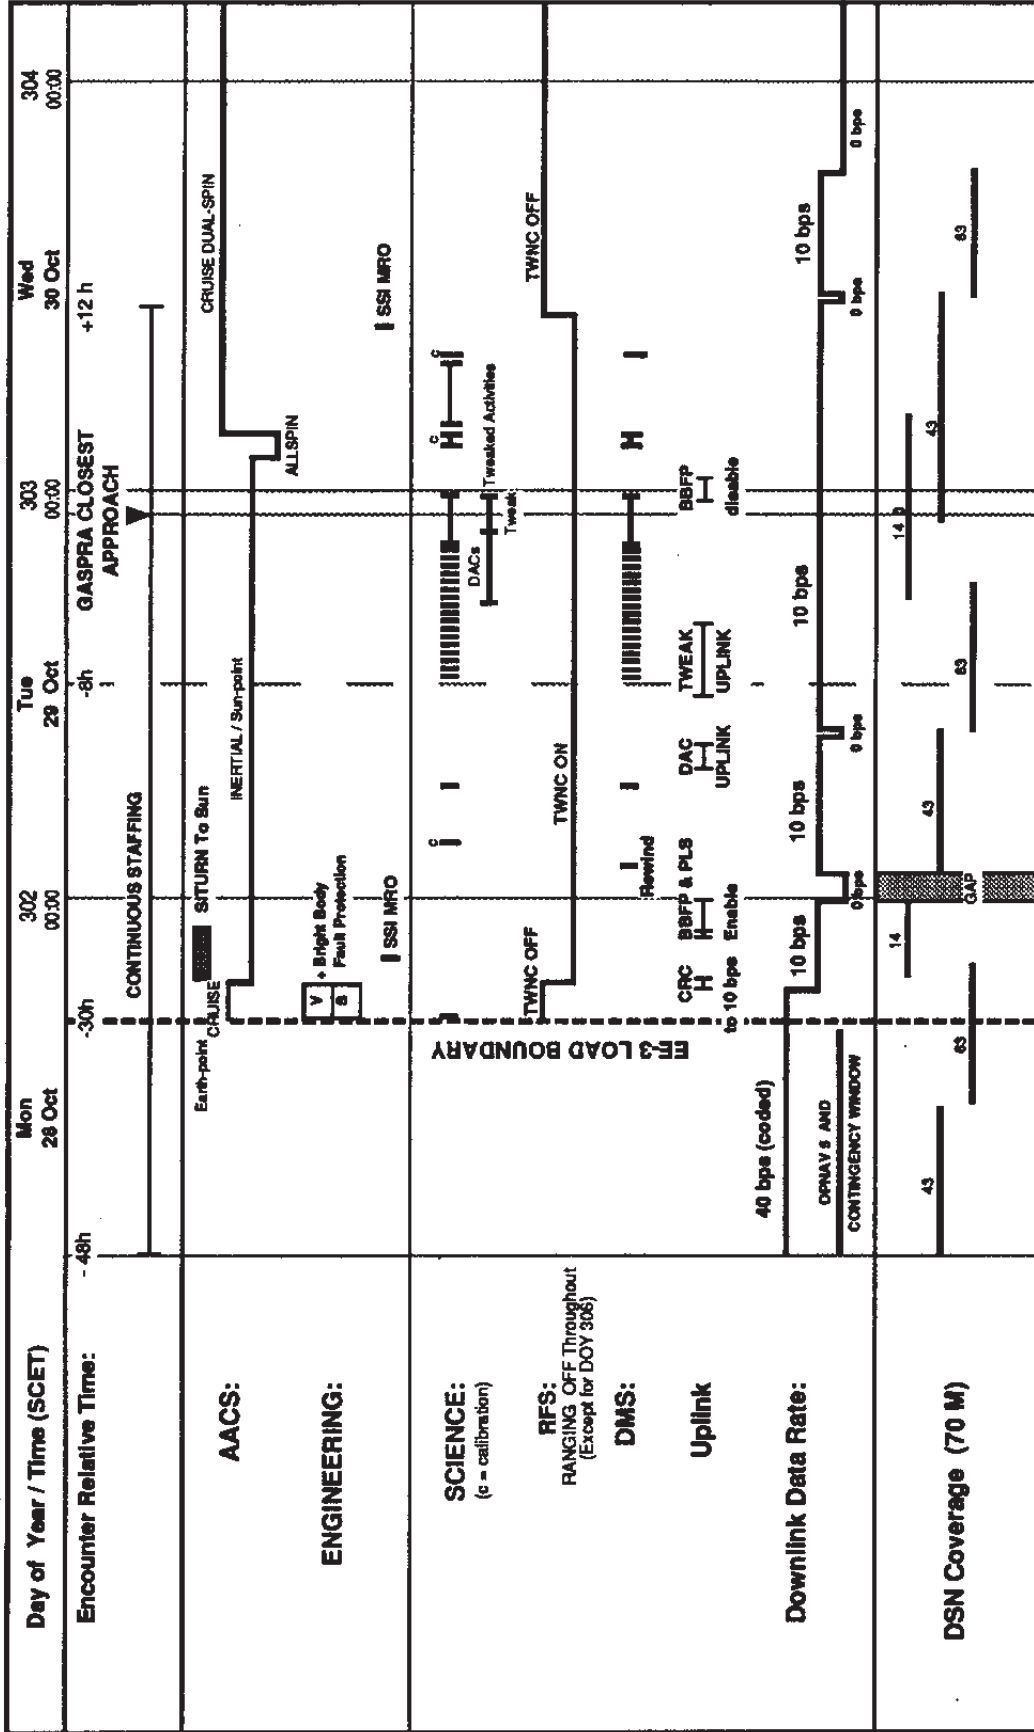 Day of Year / Time (SCET)
Mon
28 Oct
302
00:00
Tue
29 Oct
303
00:00
Wed
30 Oct
304
00:00
Encounter Relative Time:
- 48h
-30h
-8h
GASPRA CLOSEST
APPROACH
+12 h
CONTINUOUS STAFFING
AACS:
Earth-point
CRUISE
SITURN To Sun
INERTIAL / Sun-point
ALLSPIN
CRUISE DUAL-SPIN
ENGINEERING:
+ Bright Body
Fault Protection
SSI MRO
SSI MRO
EE-3 LOAD BOUNDARY
SCIENCE:
(c = calibration)
C
C
C
DACs
Tweak
Tweaked Activities
RFS:
RANGING OFF Throughout
(Except for DOY 306)
TWNC OFF
TWNC ON
TWNC OFF
DMS:
Rewind
Uplink
CRC
to 10 bps
BBFP & PLS
Enable
DAC
UPLINK
TWEAK
UPLINK
BBFP
disable
Downlink Data Rate:
40 bps (coded)
OPNAV 5 AND
CONTINGENCY WINDOW
10 bps
0 bps
10 bps
0 bps
10 bps
0 bps
10 bps
0 bps
DSN Coverage (70 M)
43
63
14
GAP
43
63
14
43
63